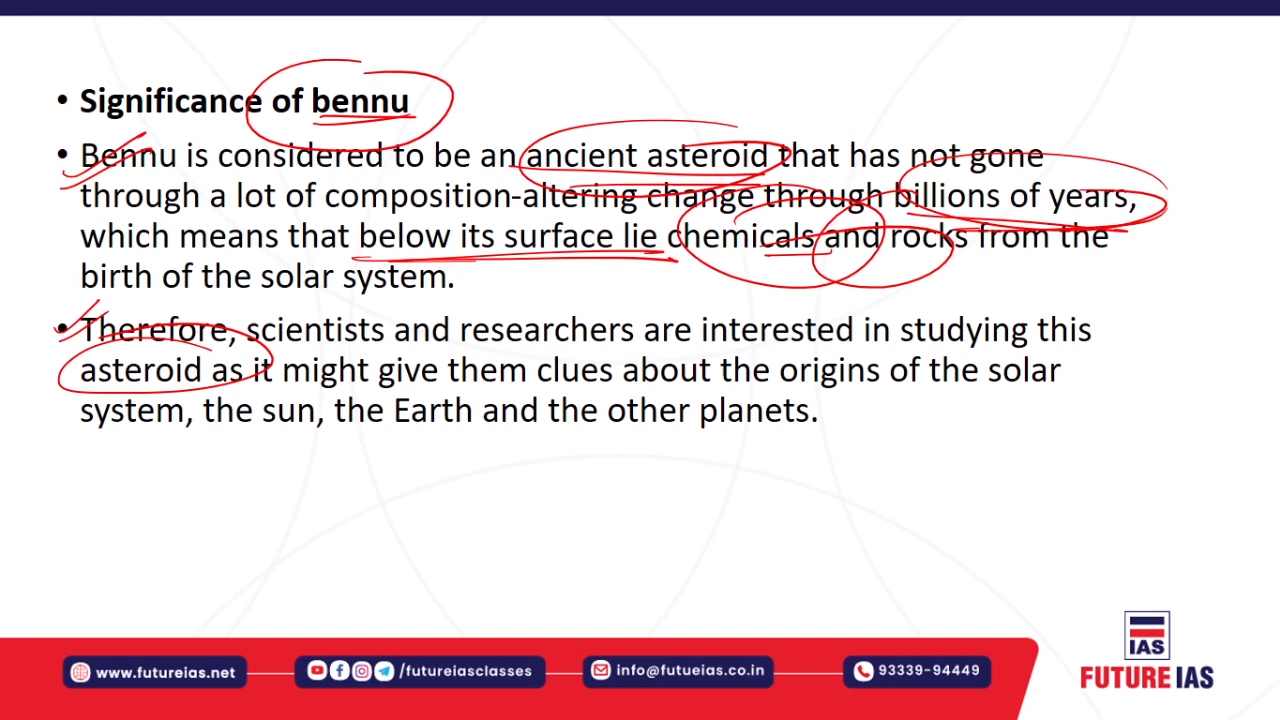 • Significance of bennu
• Bennu is considered to be an ancient asteroid that has not gone
through a lot of composition-altering change through billions of years,
which means that below its surface lie chemicals and rocks from the
birth of the solar system.
• Therefore, scientists and researchers are interested in studying this
asteroid as it might give them clues about the origins of the solar
system, the sun, the Earth and the other planets.
IAS
www.futureias.net
/futureiasclasses
info@futueias.co.in
93339-94449
FUTURE IAS